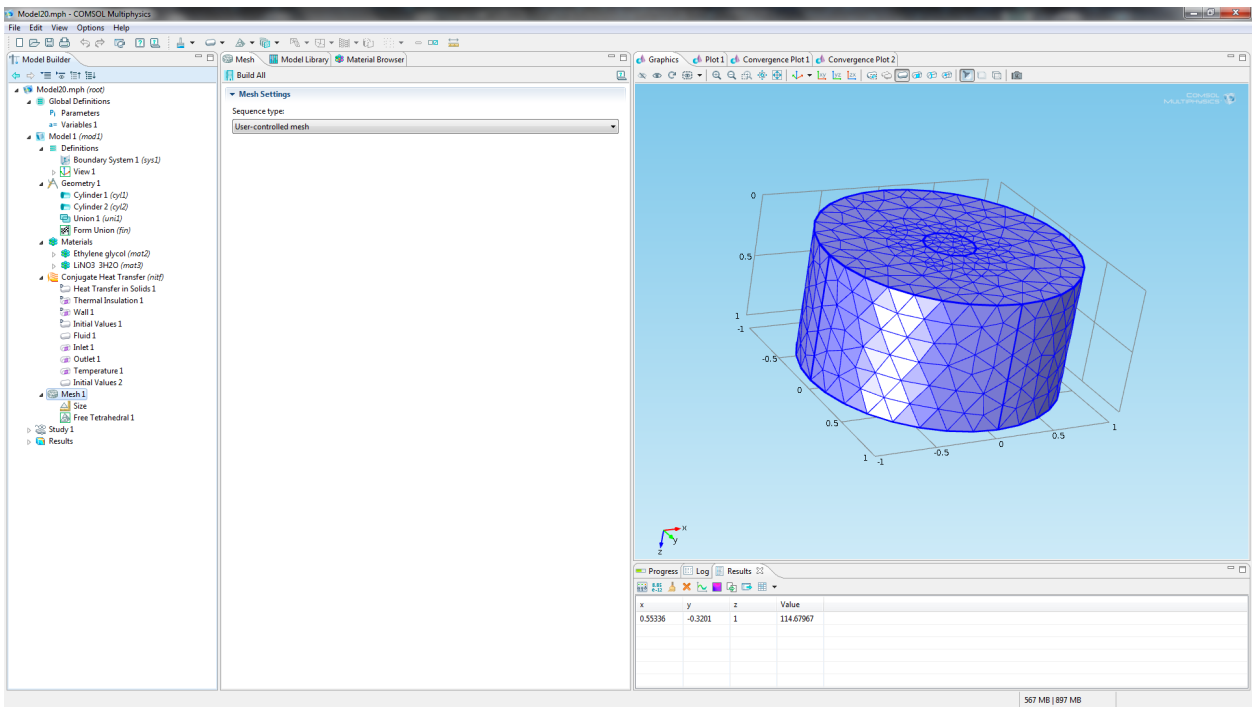 Model20.mph - COMSOL Multiphysics
File Edit View Options Help
Model Builder
Model20.mph (root)
Global Definitions
Pi Parameters
a= Variables 1
Model 1 (mod1)
Definitions
Boundary System 1 (sys1)
View 1
Geometry 1
Cylinder 1 (cyl1)
Cylinder 2 (cyl2)
Union 1 (uni1)
Form Union (fin)
Materials
Ethylene glycol (mat2)
LiNO3 3H2O (mat3)
Conjugate Heat Transfer (nitf)
Heat Transfer in Solids 1
Thermal Insulation 1
Wall 1
Initial Values 1
Fluid 1
Inlet 1
Outlet 1
Temperature 1
Initial Values 2
Mesh 1
Size
Free Tetrahedral 1
Study 1
Results
Mesh Model Library Material Browser
Build All
Mesh Settings
Sequence type:
User-controlled mesh
Graphics Plot 1 Convergence Plot 1 Convergence Plot 2
COMSOL
MULTIPHYSICS
0
0.5
1
-1
-0.5
0
0.5
1
-1
-0.5
0
0.5
1
x
y
z
Progress Log Results
x y z Value
0.55336 -0.3201 1 114.67967
567 MB | 897 MB